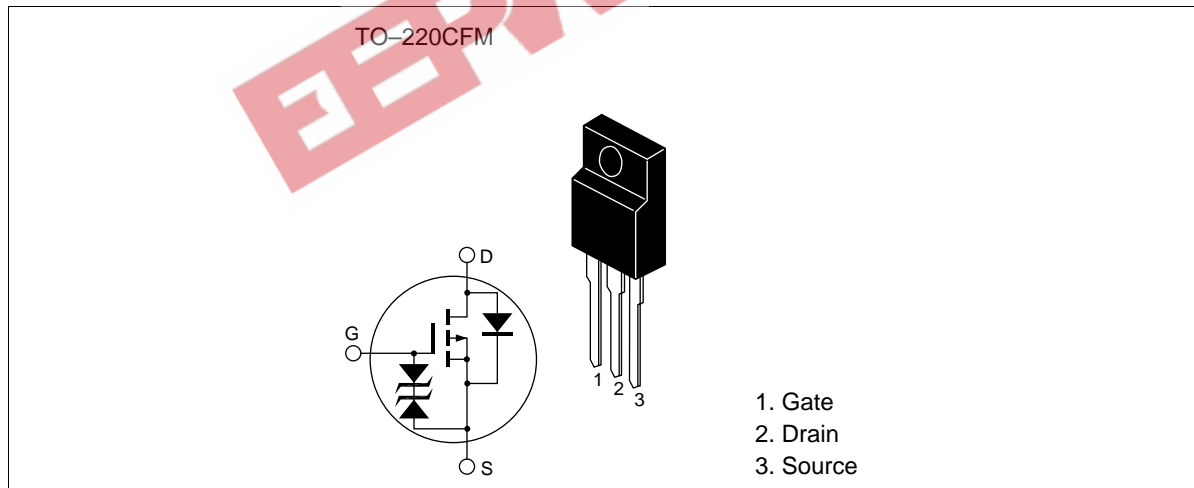 TO–220CFM
D
G
S
1
2
3
1. Gate
2. Drain
3. Source